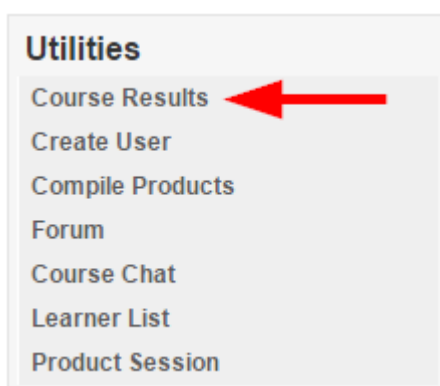 Utilities
Course Results
Create User
Compile Products
Forum
Course Chat
Learner List
Product Session